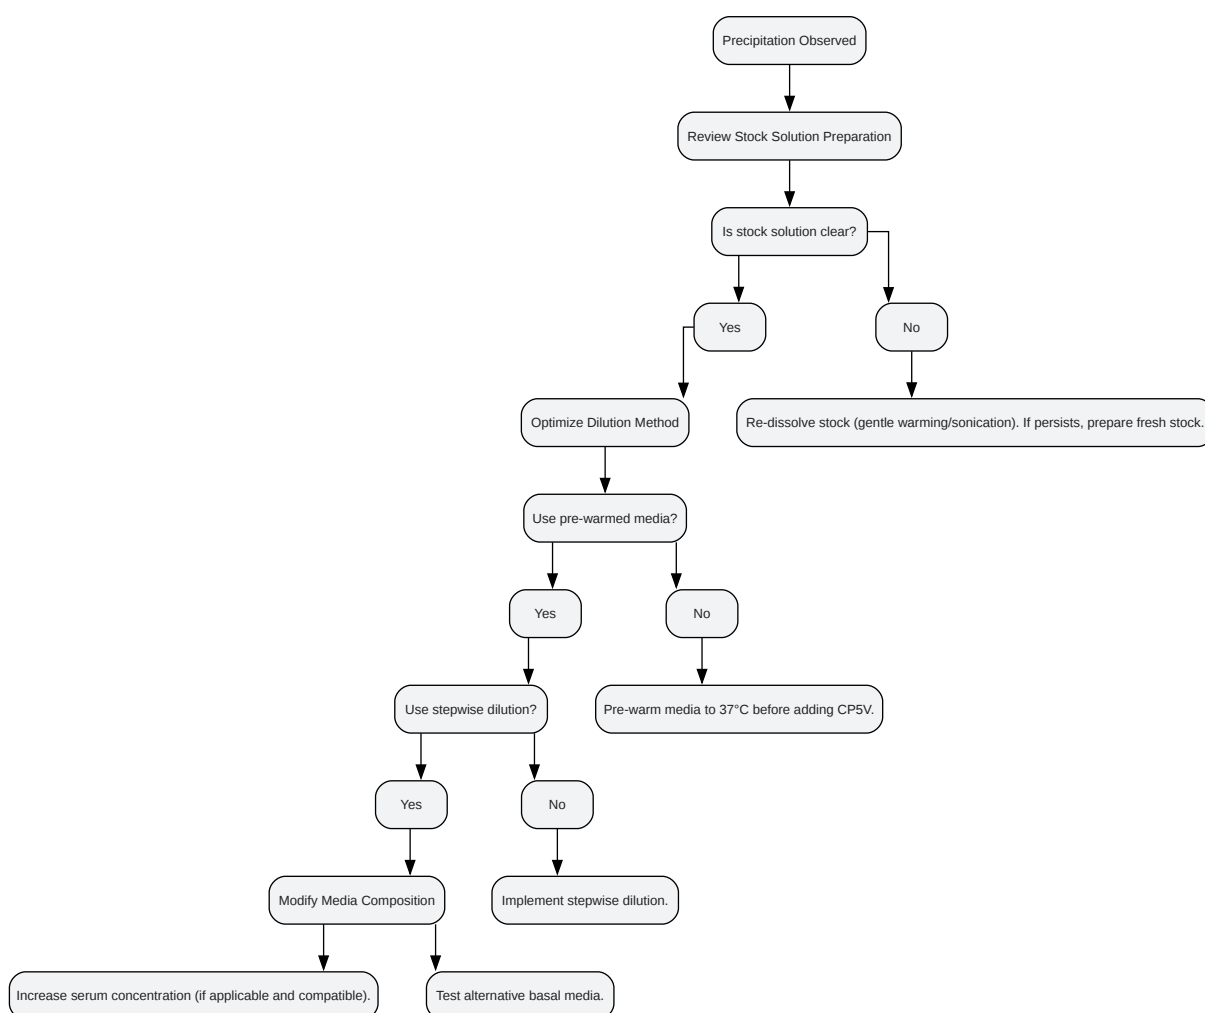 Precipitation Observed
Review Stock Solution Preparation
Is stock solution clear?
Yes
No
Optimize Dilution Method
Re-dissolve stock (gentle warming/sonication). If persists, prepare fresh stock.
Use pre-warmed media?
Yes
No
Use stepwise dilution?
Pre-warm media to 37°C before adding CP5V.
Yes
No
Modify Media Composition
Implement stepwise dilution.
Increase serum concentration (if applicable and compatible).
Test alternative basal media.